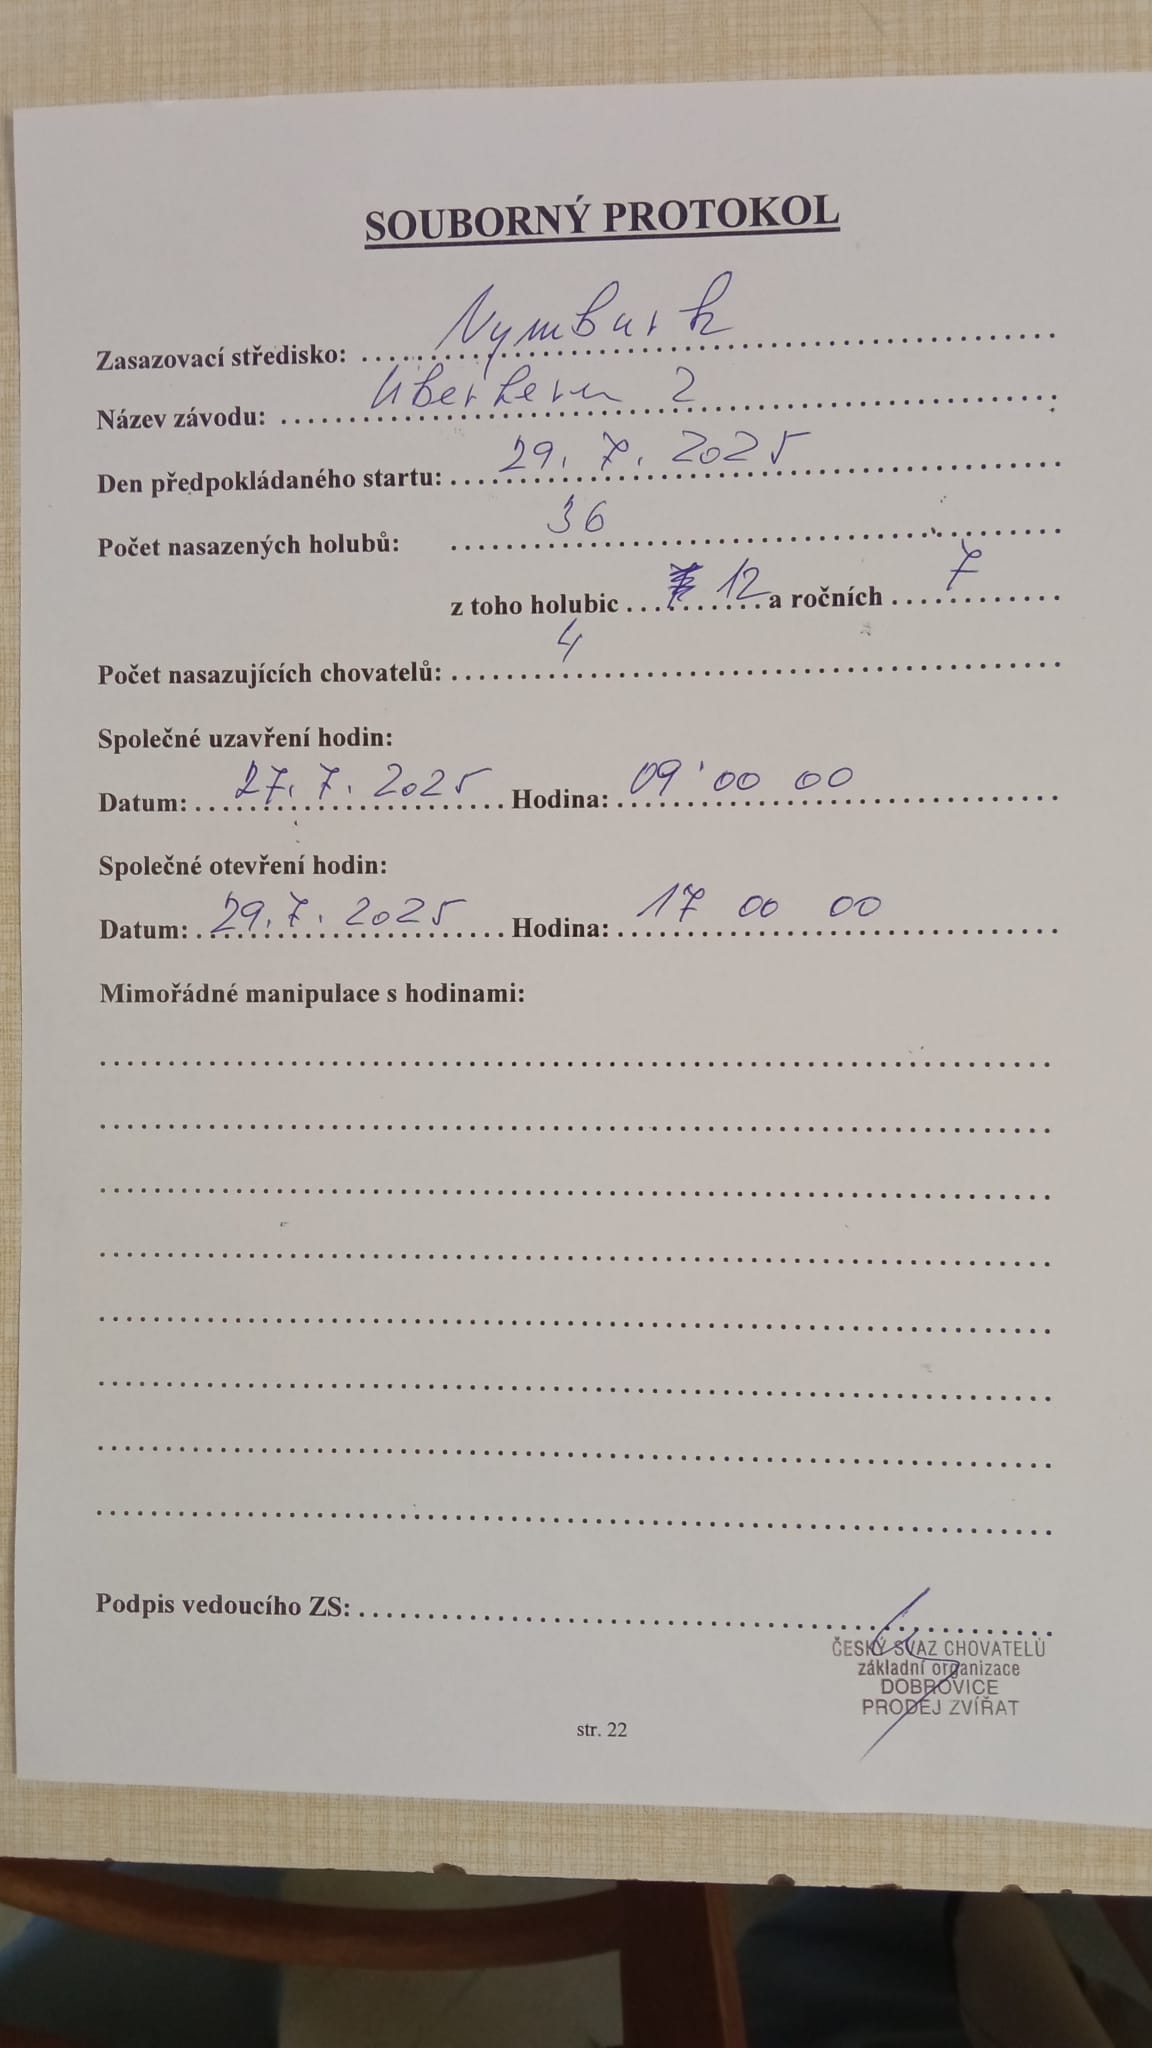 SOUBORNÝ PROTOKOL
Zasazovací středisko: Nymburk
Název závodu: Uberhern 2
Den předpokládaného startu: 29. 7. 2025
Počet nasazených holubů: 36
z toho holubic 12 a ročních 7
Počet nasazujících chovatelů: 4
Společné uzavření hodin:
Datum: 27. 7. 2025 Hodina: 09 00 00
Společné otevření hodin:
Datum: 29. 7. 2025 Hodina: 17 00 00
Mimořádné manipulace s hodinami:
Podpis vedoucího ZS:
ČESKÝ SVAZ CHOVATELŮ
základní organizace
DOBROVICE
PRODEJ ZVÍŘAT
str. 22